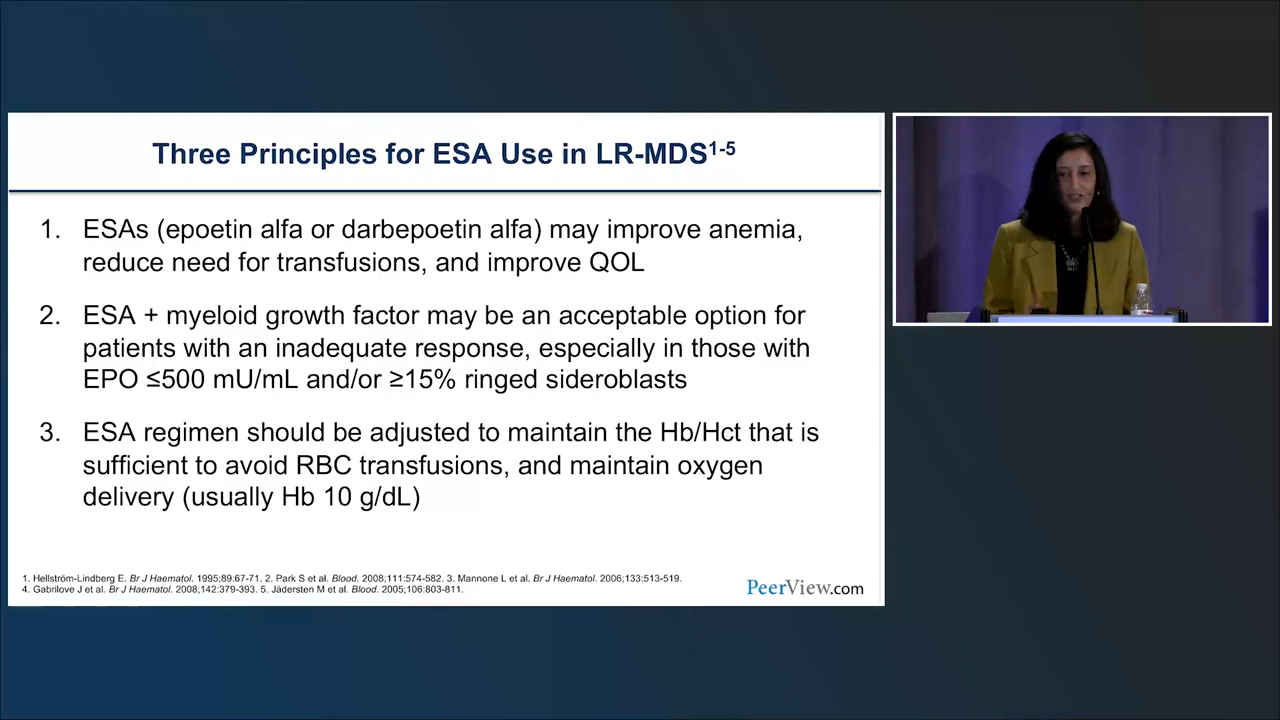 Three Principles for ESA Use in LR-MDS1-5
1. ESAs (epoetin alfa or darbepoetin alfa) may improve anemia,
reduce need for transfusions, and improve QOL
2. ESA + myeloid growth factor may be an acceptable option for
patients with an inadequate response, especially in those with
EPO ≤500 mU/mL and/or ≥15% ringed sideroblasts
3. ESA regimen should be adjusted to maintain the Hb/Hct that is
sufficient to avoid RBC transfusions, and maintain oxygen
delivery (usually Hb 10 g/dL)
1. Hellström-Lindberg E. Br J Haematol. 1995;89:67-71. 2. Park S et al. Blood. 2008;111:574-582. 3. Mannone L et al. Br J Haematol. 2006;133:513-519.
4. Gabrilove J et al. Br J Haematol. 2008;142:379-393. 5. Jädersten M et al. Blood. 2005;106:803-811.
PeerView.com